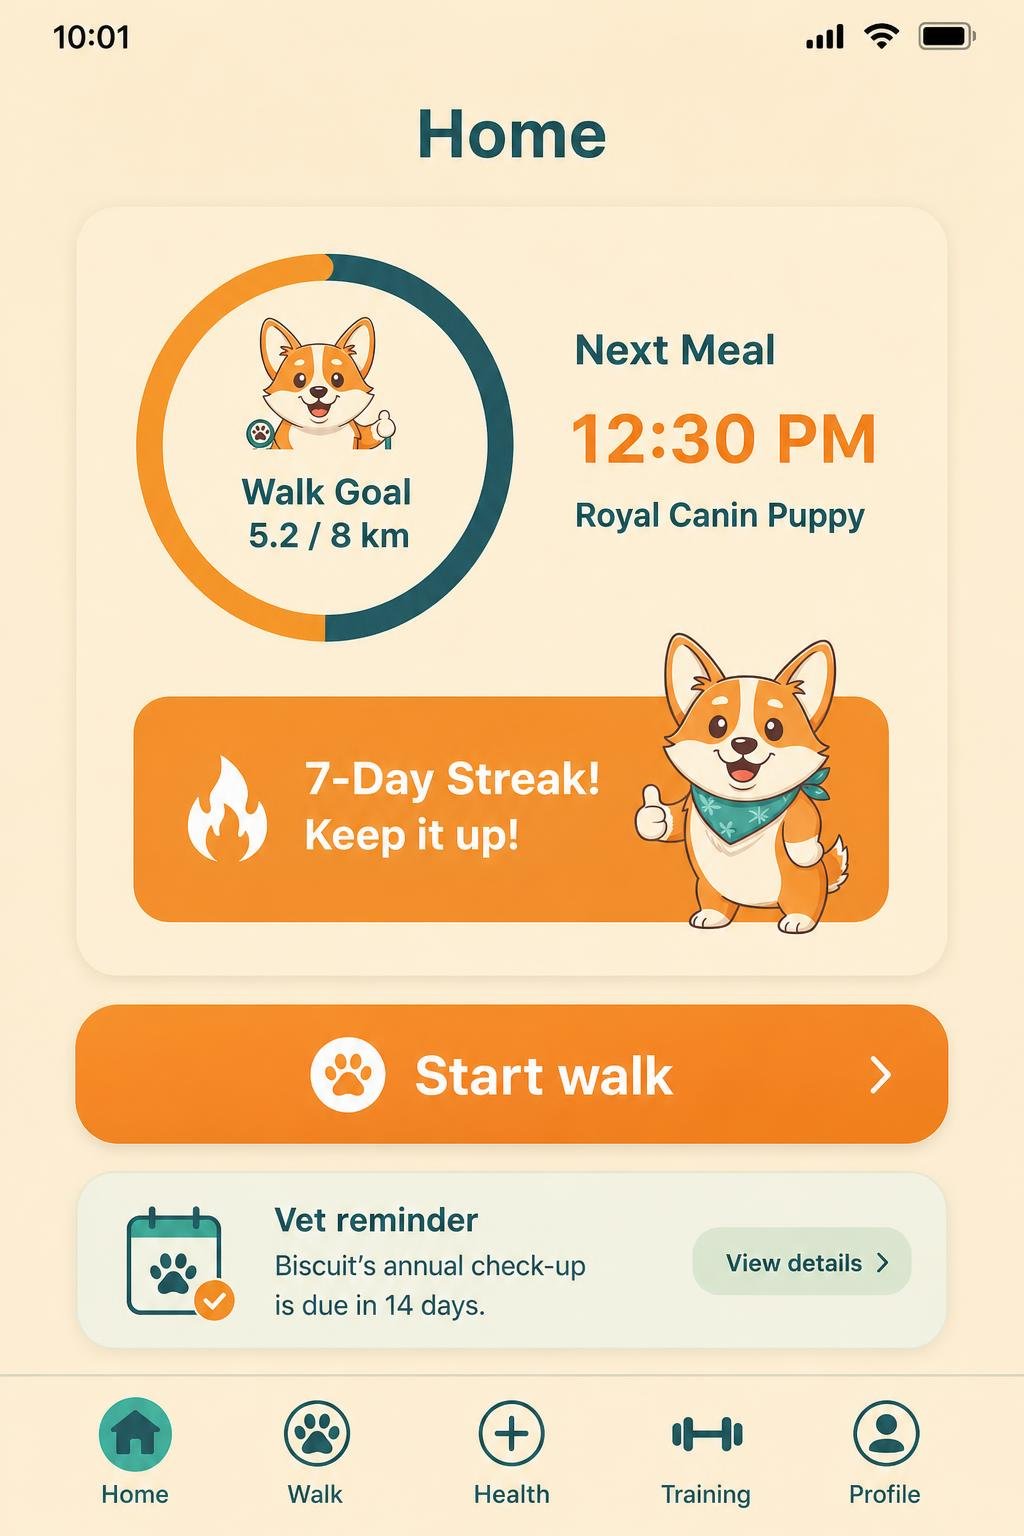 10:01
Home
Walk Goal
5.2 / 8 km
Next Meal
12:30 PM
Royal Canin Puppy
7-Day Streak!
Keep it up!
Start walk
Vet reminder
Biscuit’s annual check-up
is due in 14 days.
View details
Home
Walk
Health
Training
Profile